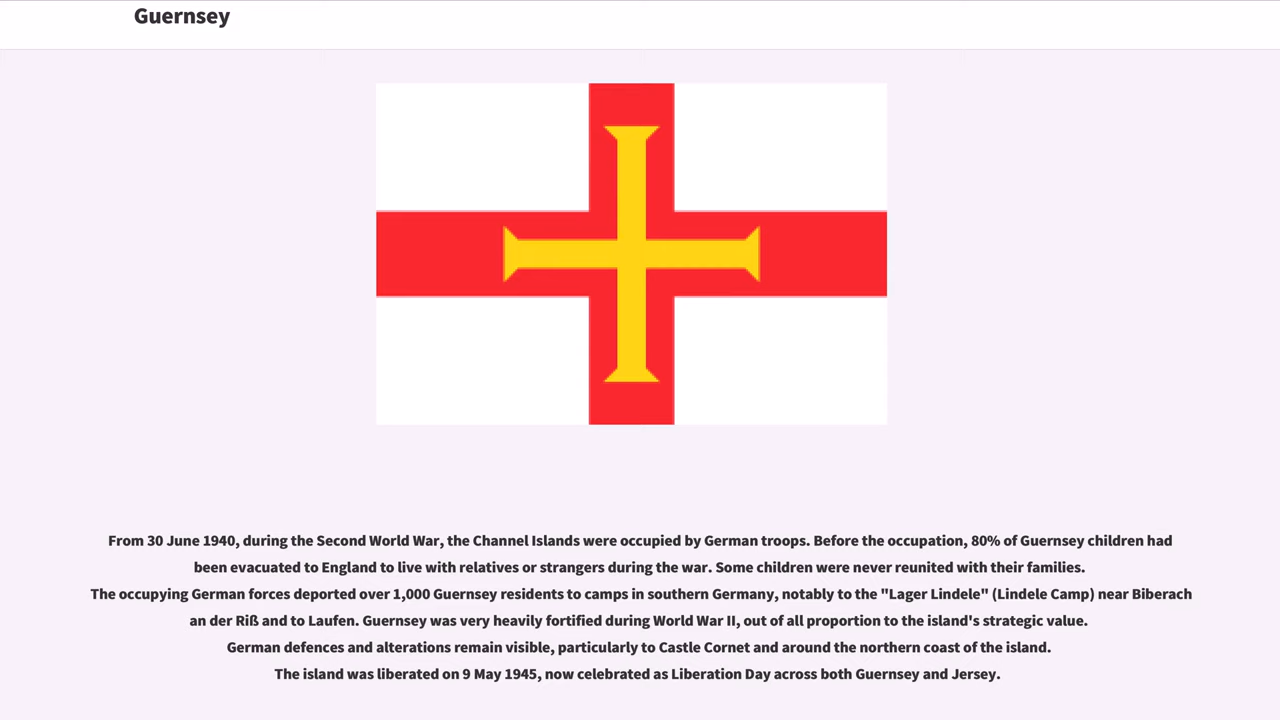 Guernsey
From 30 June 1940, during the Second World War, the Channel Islands were occupied by German troops. Before the occupation, 80% of Guernsey children had
been evacuated to England to live with relatives or strangers during the war. Some children were never reunited with their families.
The occupying German forces deported over 1,000 Guernsey residents to camps in southern Germany, notably to the "Lager Lindele" (Lindele Camp) near Biberach
an der Riß and to Laufen. Guernsey was very heavily fortified during World War II, out of all proportion to the island's strategic value.
German defences and alterations remain visible, particularly to Castle Cornet and around the northern coast of the island.
The island was liberated on 9 May 1945, now celebrated as Liberation Day across both Guernsey and Jersey.